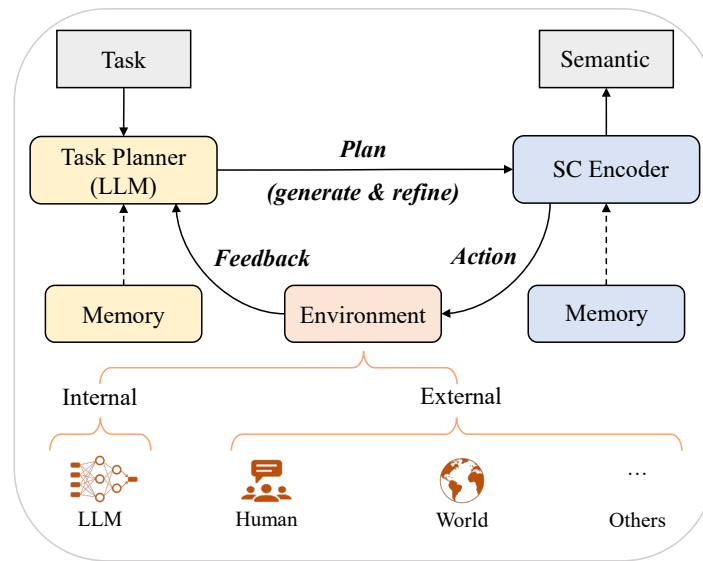 Task
Semantic
Task Planner
(LLM)
Plan
(generate & refine)
SC Encoder
Feedback
Action
Memory
Environment
Memory
Internal
External
LLM
Human
World
...
Others